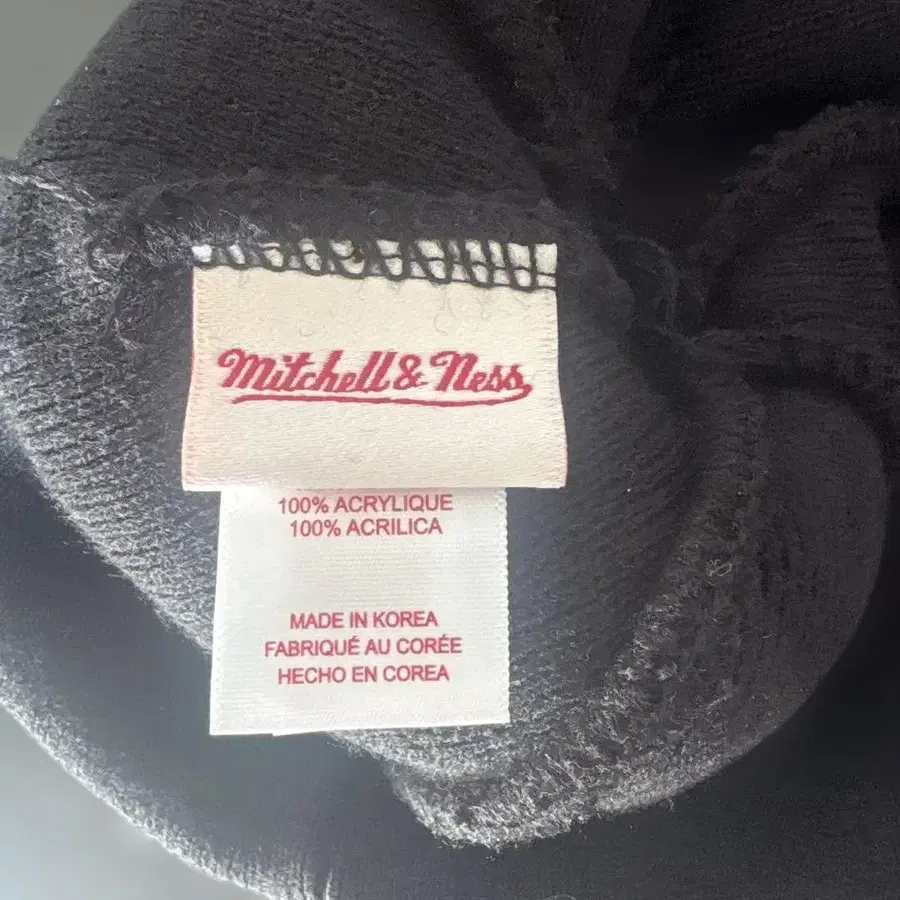 Mitchell & Ness
100% ACRYLIQUE
100% ACRILICA
MADE IN KOREA
FABRIQUÉ AU CORÉE
HECHO EN COREA